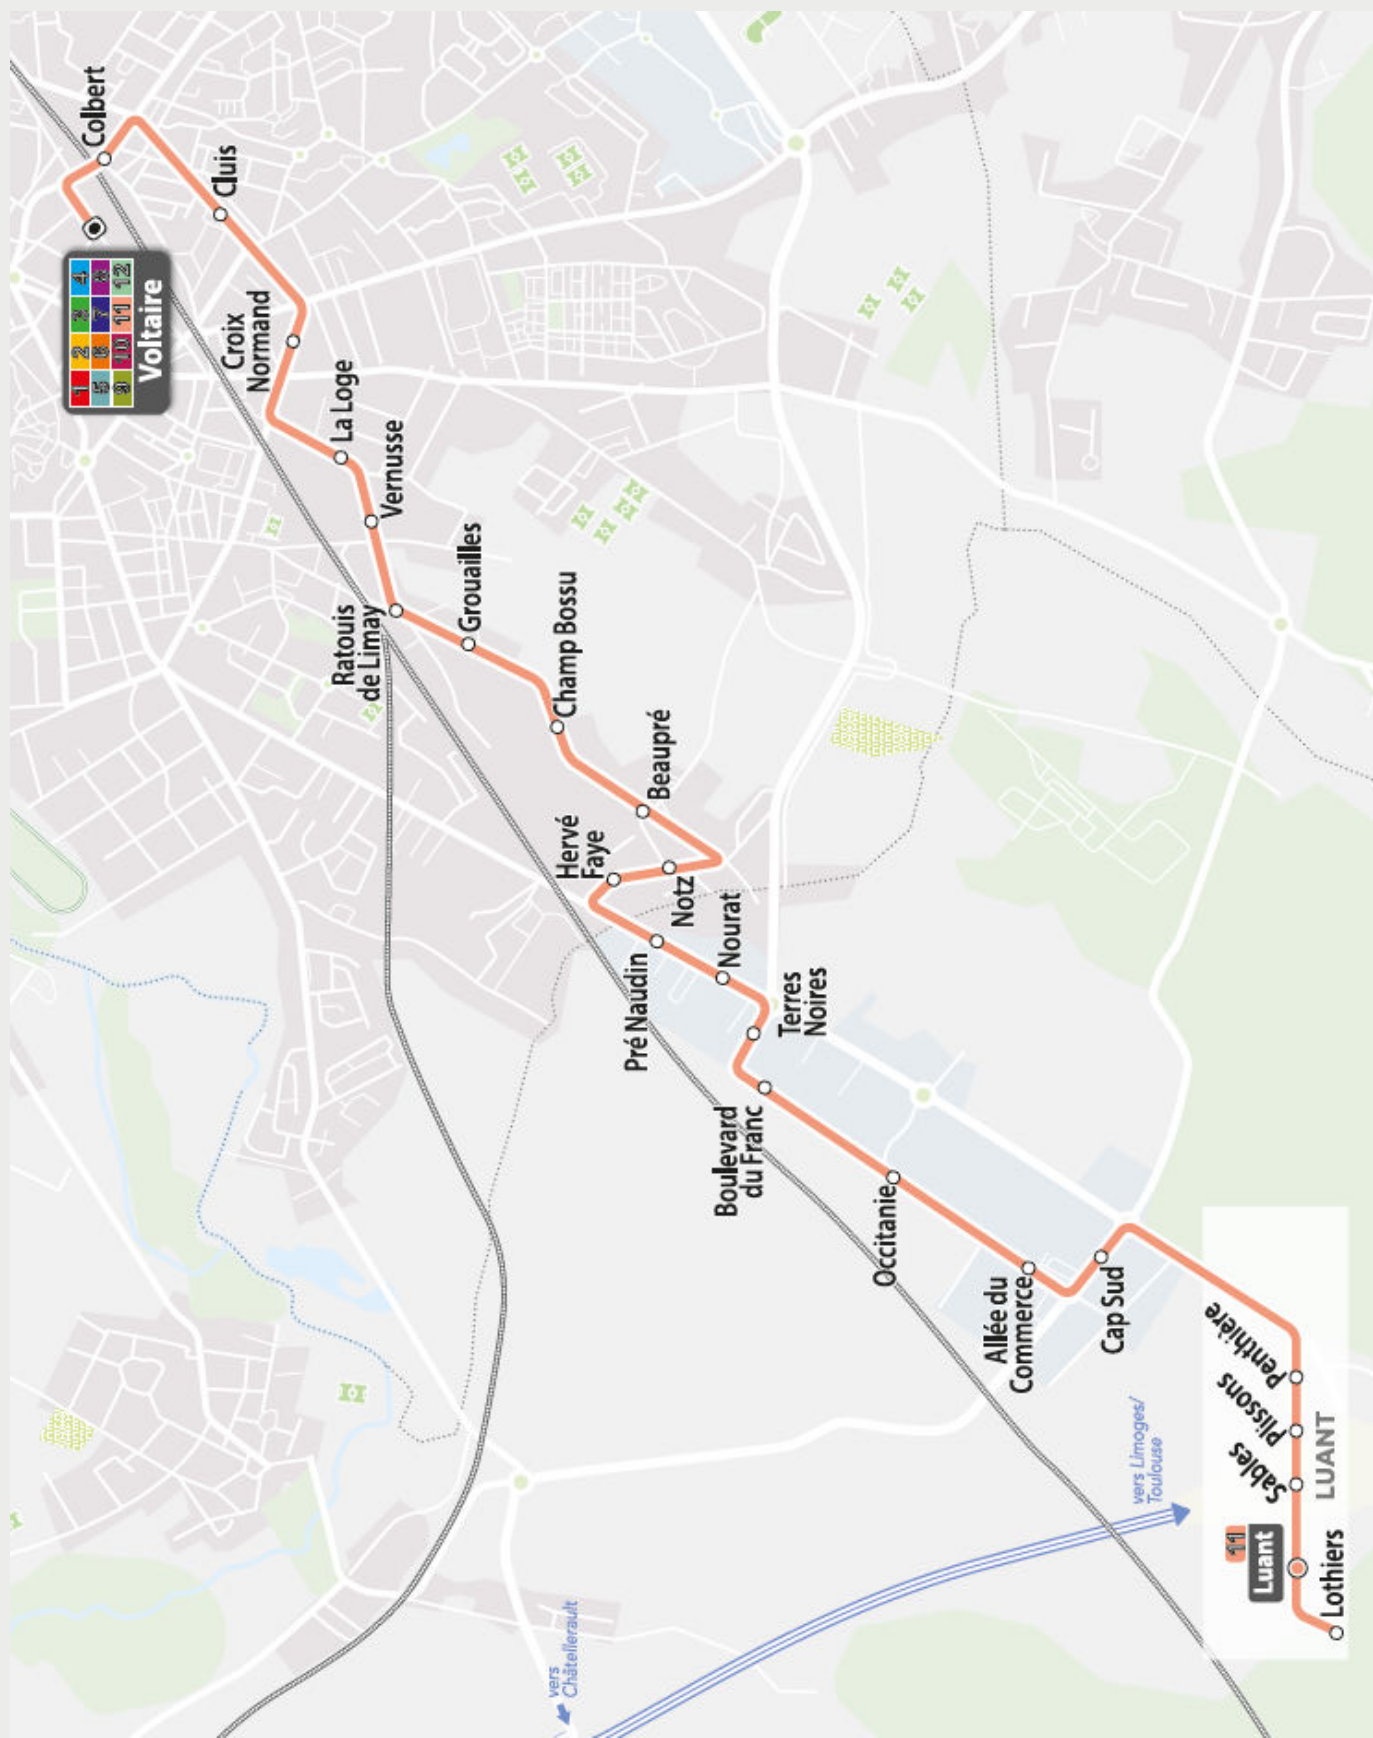 Colbert
Cluis
1 2 3 4
5 6 7 8
9 10 11 12
Voltaire
Croix
Normand
La Loge
Vernusse
Ratouis
de Limay
Grouailles
Champ Bossu
Beaupré
Hervé
Faye
Notz
Pré Naudin
Nourat
Terres
Noires
Boulevard
du Franc
Occitanie
Allée du
Commerce
Cap Sud
Penthière
Plissons
Sables
LUANT
11
Luant
Lothiers
vers Limoges/
Toulouse
vers
Châtellerault